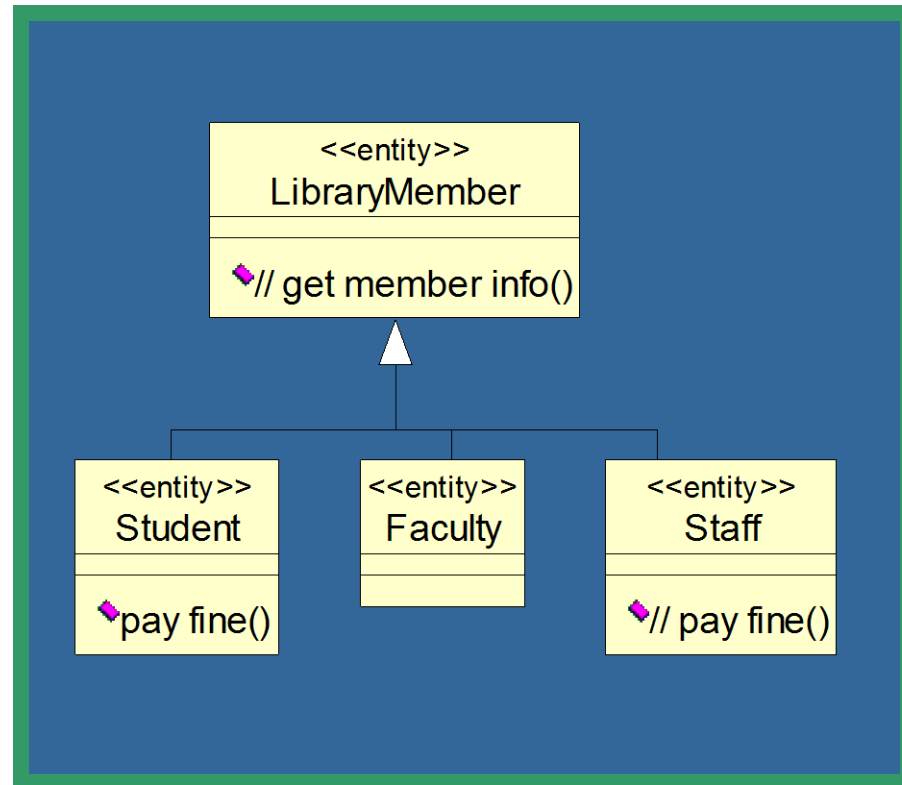 <<entity>>
LibraryMember
// get member info()
<<entity>>
Student
pay fine()
<<entity>>
Faculty
<<entity>>
Staff
// pay fine()